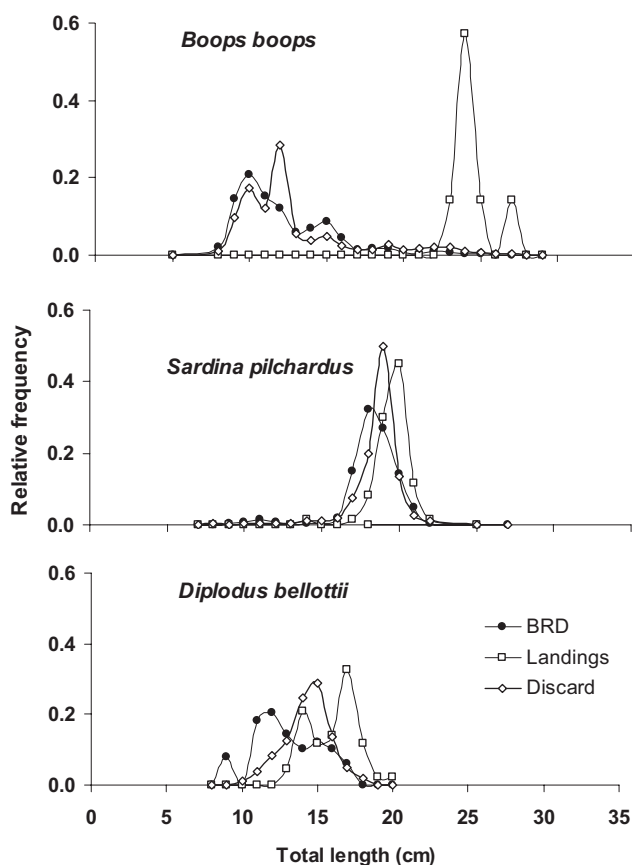 Boops boops
0.6
0.4
0.2
0.0
Relative frequency
Sardina pilchardus
0.6
0.4
0.2
0.0
Diplodus bellottii
0.6
0.4
0.2
0.0
BRD
Landings
Discard
0 5 10 15 20 25 30 35
Total length (cm)